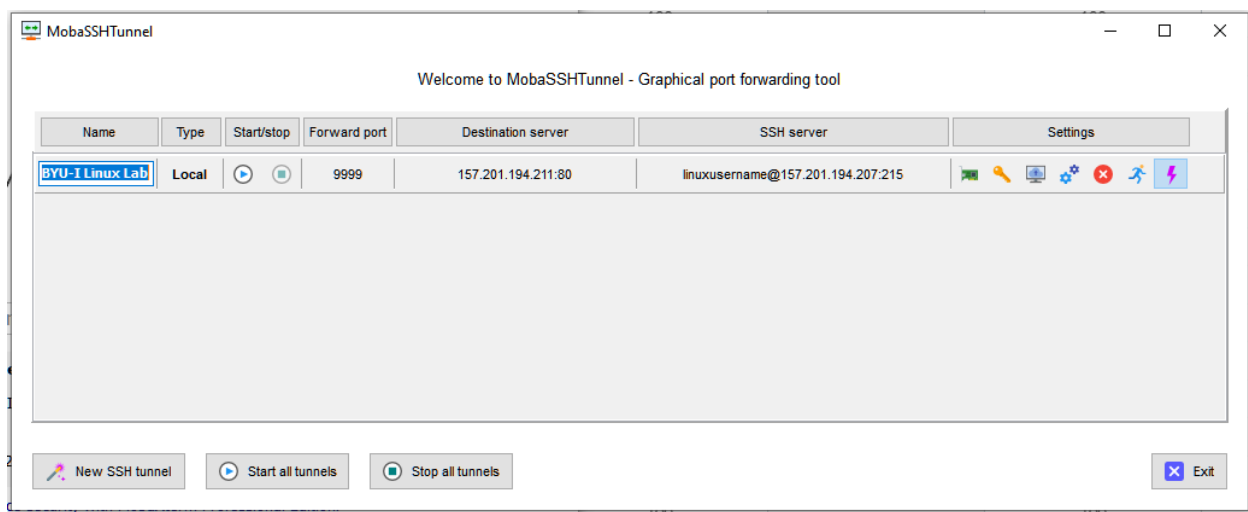 MobaSSHTunnel
Welcome to MobaSSHTunnel - Graphical port forwarding tool
Name Type Start/stop Forward port Destination server SSH server Settings
BYU-I Linux Lab Local 9999 157.201.194.211:80 linuxusername@157.201.194.207:215
New SSH tunnel Start all tunnels Stop all tunnels Exit